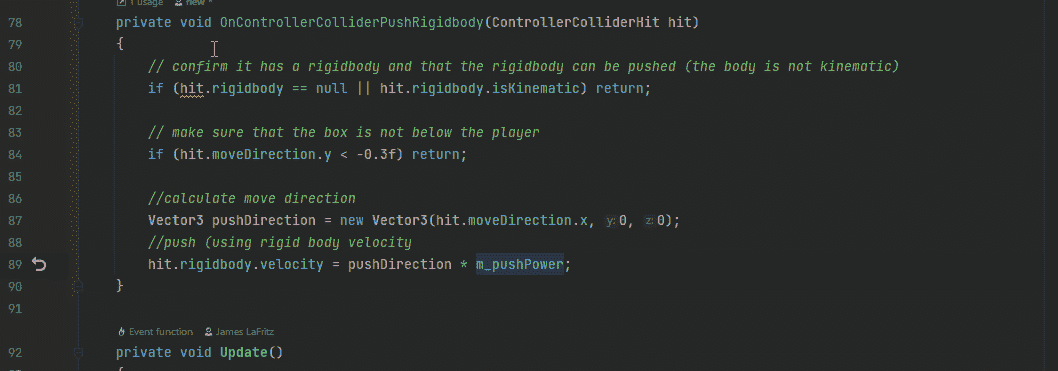 1 usage new *
78 private void OnControllerColliderPushRigidbody(ControllerColliderHit hit)
79 {
80 // confirm it has a rigidbody and that the rigidbody can be pushed (the body is not kinematic)
81 if (hit.rigidbody == null || hit.rigidbody.isKinematic) return;
82
83 // make sure that the box is not below the player
84 if (hit.moveDirection.y < -0.3f) return;
85
86 //calculate move direction
87 Vector3 pushDirection = new Vector3(hit.moveDirection.x, y:0, z:0);
88 //push (using rigid body velocity
89 hit.rigidbody.velocity = pushDirection * m_pushPower;
90 }
91
Event function James LaFritz
92 private void Update()